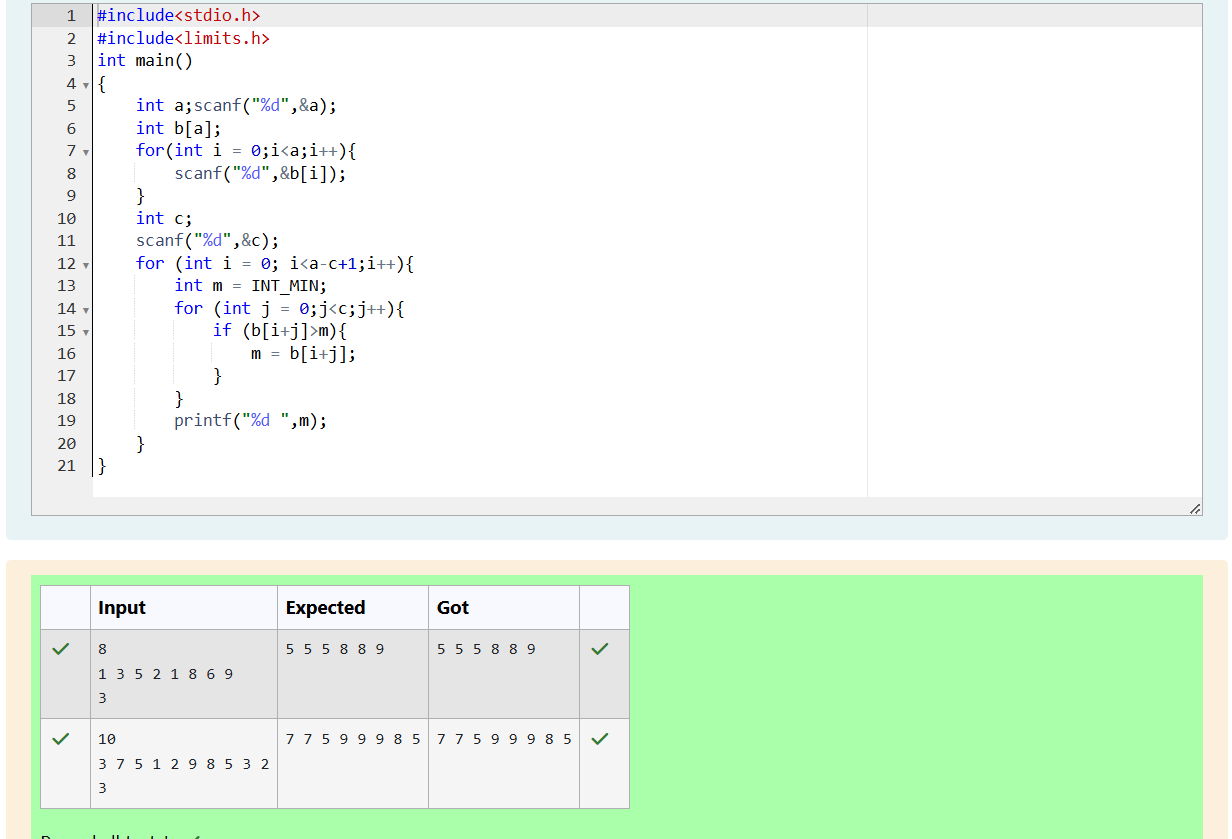 1 #include<stdio.h>
2 #include<limits.h>
3 int main()
4 {
5     int a;scanf("%d",&a);
6     int b[a];
7     for(int i = 0;i<a;i++){
8         scanf("%d",&b[i]);
9     }
10     int c;
11     scanf("%d",&c);
12     for (int i = 0; i<a-c+1;i++){
13         int m = INT_MIN;
14         for (int j = 0;j<c;j++){
15             if (b[i+j]>m){
16                 m = b[i+j];
17             }
18         }
19         printf("%d ",m);
20     }
21 }
Input Expected Got
8 5 5 5 8 8 9 5 5 5 8 8 9
1 3 5 2 1 8 6 9
3
10 7 7 5 9 9 9 8 5 7 7 5 9 9 9 8 5
3 7 5 1 2 9 8 5 3 2
3